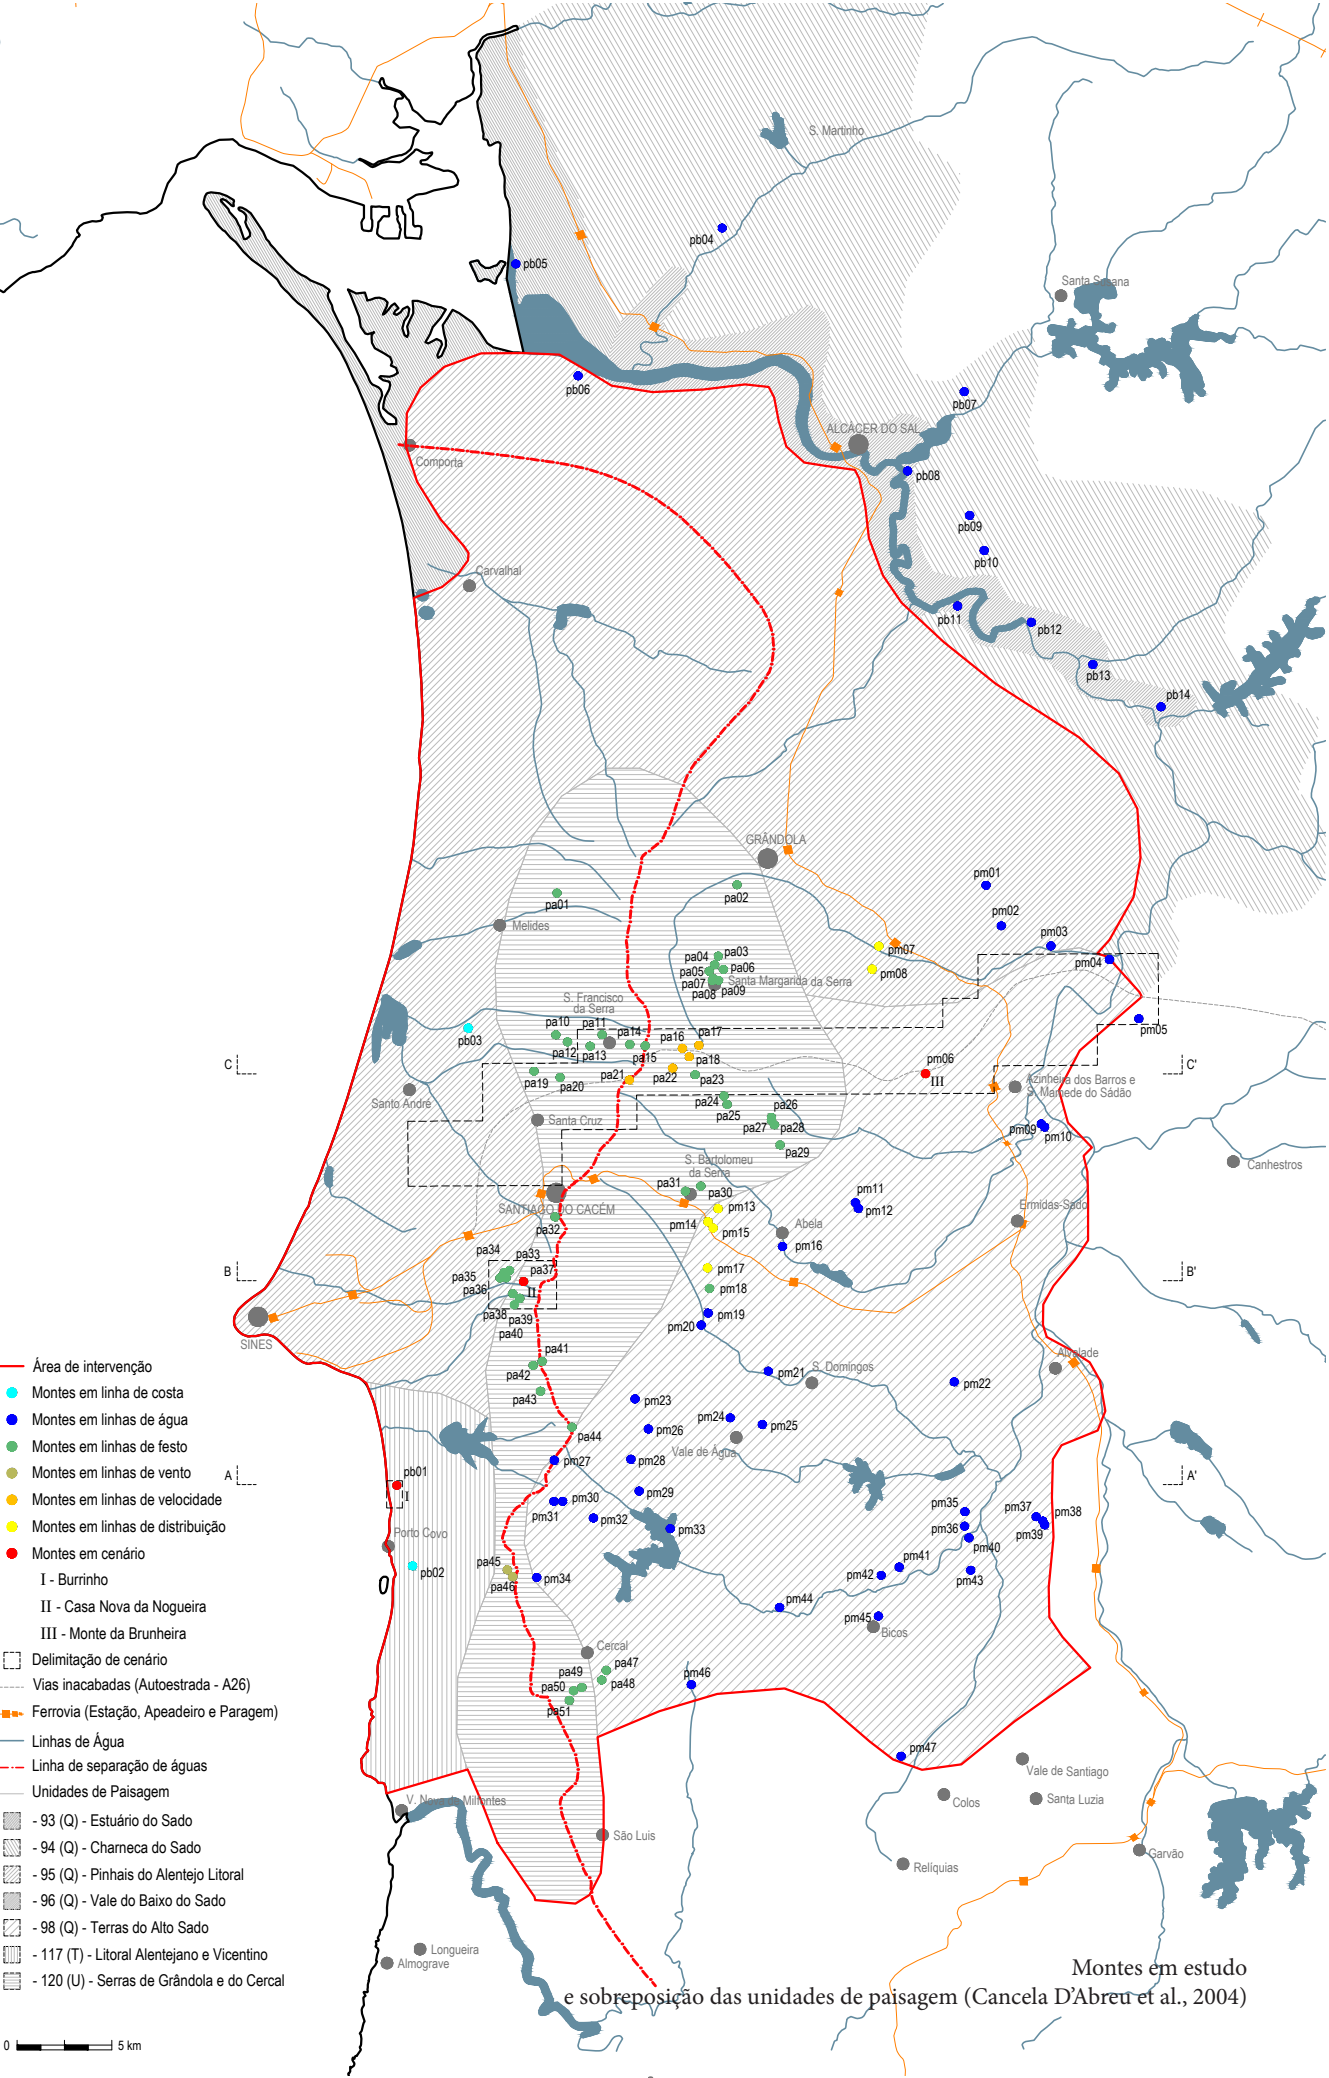 S. Martinho
pb04
pb05
Santa Susana
pb06
pb07
ALCÁCER DO SAL
Comporta
pb08
pb09
pb10
Carvalhal
pb11
pb12
pb13
pb14
GRÂNDOLA
pm01
pa01
pa02
Melides
pm02
pm03
pm07
pa04
pa03
pa05
pa06
pm08
pm04
pa07
Santa Margarida da Serra
pa08
pa09
S. Francisco
da Serra
pb03
pa10
pa11
pa14
pa16
pa17
pm05
pa12
pa13
pa15
pa18
pm06
C
C'
pa19
pa20
pa21
pa22
pa23
III
Azinheira dos Barros e
S. Mamede do Sádão
Santo André
pa24
pa25
pa26
Santa Cruz
pa27
pa28
pm09
pm10
pa29
S. Bartolomeu
da Serra
Canhestros
pa31
pa30
SANTIAGO DO CACÉM
pm13
pm11
pm12
Ermidas-Sado
pa32
pm14
pm15
Abela
pm16
pa34
pa33
B
B'
pa35
pa37
pm17
pa36
II
pm18
pa38
pa39
pm19
pa40
pm20
SINES
pa41
Alvalade
pa42
pm21
S. Domingos
pm22
pa43
pm23
pm24
pm25
pa44
pm26
Vale de Água
pm27
pm28
A
A'
pb01
I
pm29
pm30
pm31
pm32
pm33
pm35
pm36
pm37
pm38
pm39
pm40
Porto Covo
pb02
pa45
pa46
pm34
pm41
pm42
pm43
pm44
pm45
Bicos
Cercal
pa47
pa49
pa48
pa50
pa51
pm46
pm47
Vale de Santiago
Colos
Santa Luzia
V. Nova de Milfontes
São Luis
Garvão
Relíquias
Longueira
Almograve
Área de intervenção
Montes em linha de costa
Montes em linhas de água
Montes em linhas de festo
Montes em linhas de vento
Montes em linhas de velocidade
Montes em linhas de distribuição
Montes em cenário
I - Burrinho
II - Casa Nova da Nogueira
III - Monte da Brunheira
Delimitação de cenário
Vias inacabadas (Autoestrada - A26)
Ferrovia (Estação, Apeadeiro e Paragem)
Linhas de Água
Linha de separação de águas
Unidades de Paisagem
- 93 (Q) - Estuário do Sado
- 94 (Q) - Charneca do Sado
- 95 (Q) - Pinhais do Alentejo Litoral
- 96 (Q) - Vale do Baixo do Sado
- 98 (Q) - Terras do Alto Sado
- 117 (T) - Litoral Alentejano e Vicentino
- 120 (U) - Serras de Grândola e do Cercal
0 5 km
Montes em estudo
e sobreposição das unidades de paisagem (Cancela D'Abreu et al., 2004)